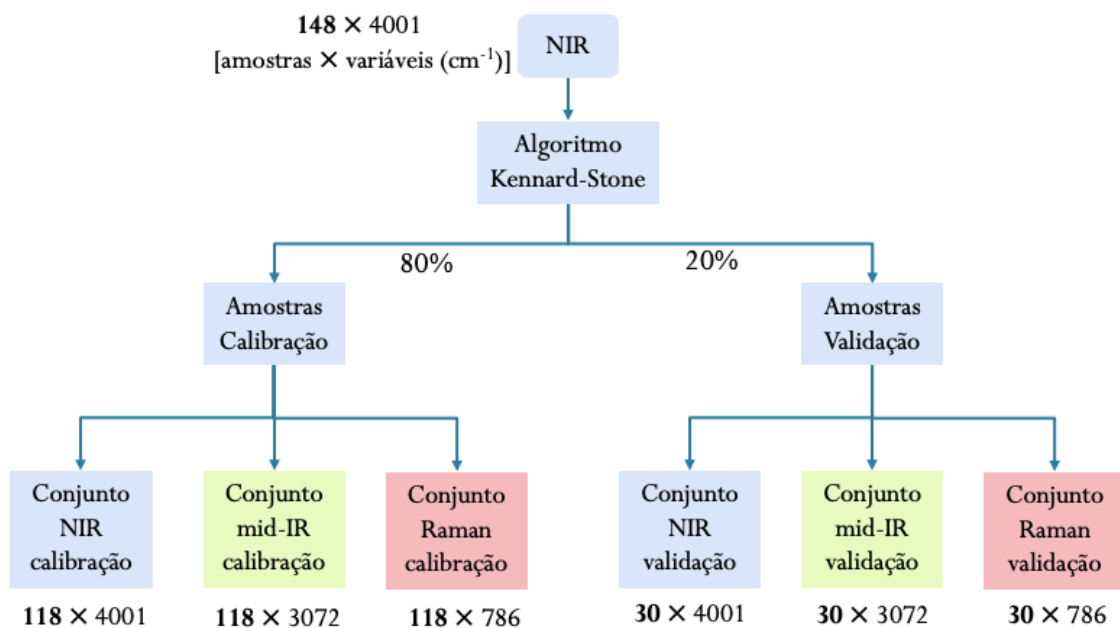 148 × 4001
[amostras × variáveis (cm⁻¹)]
NIR
Algoritmo
Kennard-Stone
80%
20%
Amostras
Calibração
Amostras
Validação
Conjunto
NIR
calibração
Conjunto
mid-IR
calibração
Conjunto
Raman
calibração
Conjunto
NIR
validação
Conjunto
mid-IR
validação
Conjunto
Raman
validação
118 × 4001
118 × 3072
118 × 786
30 × 4001
30 × 3072
30 × 786